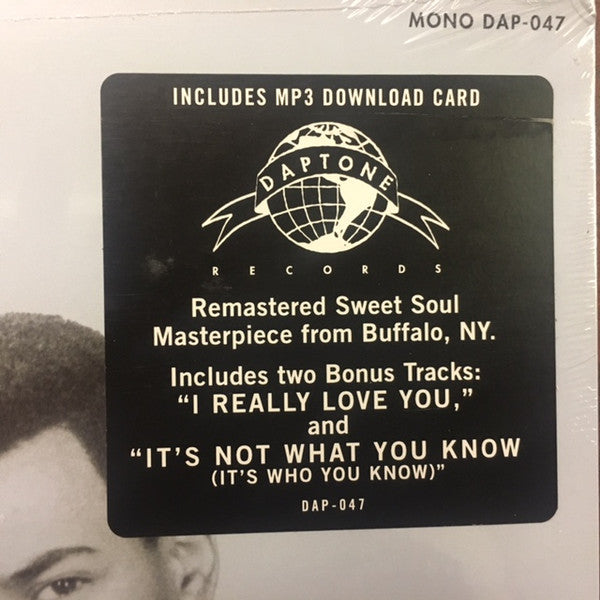 MONO DAP-047
INCLUDES MP3 DOWNLOAD CARD
DAPTONE
RECORDS
Remastered Sweet Soul
Masterpiece from Buffalo, NY.
Includes two Bonus Tracks:
“I REALLY LOVE YOU,”
and
“IT’S NOT WHAT YOU KNOW
(IT’S WHO YOU KNOW)”
DAP-047